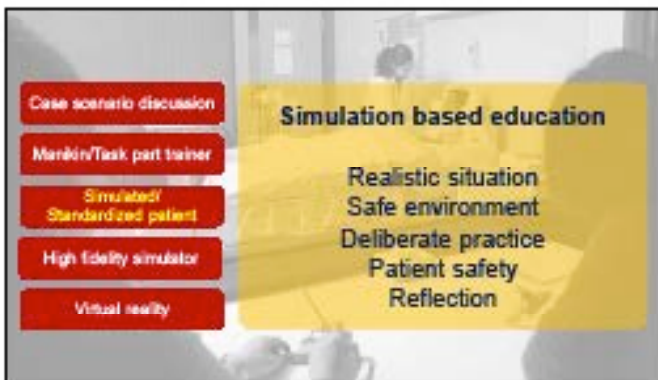 Case scenario discussion
Manikin/Task part trainer
Simulated/
Standardized patient
High fidelity simulator
Virtual reality
Simulation based education
Realistic situation
Safe environment
Deliberate practice
Patient safety
Reflection